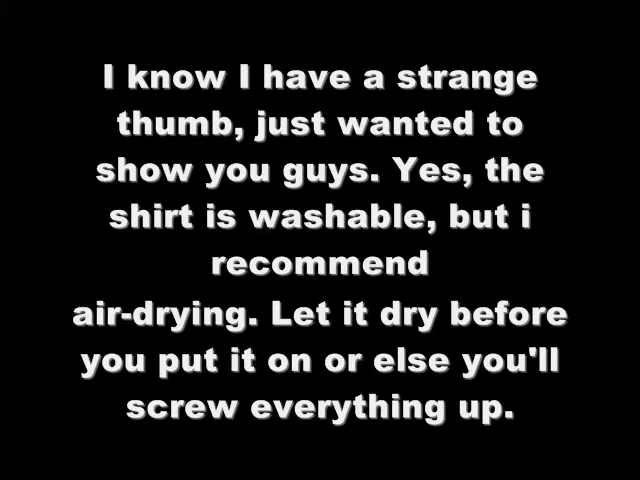 I know I have a strange
thumb, just wanted to
show you guys. Yes, the
shirt is washable, but i
recommend
air-drying. Let it dry before
you put it on or else you'll
screw everything up.